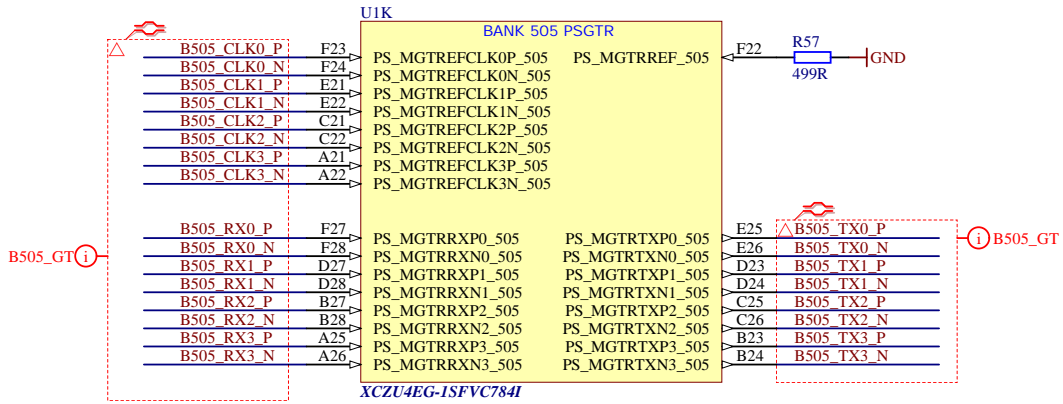 U1K
BANK 505 PSGTR
B505_CLK0_P F23 PS_MGTREFCLK0P_505 PS_MGTRREF_505 F22 R57 499R GND
B505_CLK0_N F24 PS_MGTREFCLK0N_505
B505_CLK1_P E21 PS_MGTREFCLK1P_505
B505_CLK1_N E22 PS_MGTREFCLK1N_505
B505_CLK2_P C21 PS_MGTREFCLK2P_505
B505_CLK2_N C22 PS_MGTREFCLK2N_505
B505_CLK3_P A21 PS_MGTREFCLK3P_505
B505_CLK3_N A22 PS_MGTREFCLK3N_505
B505_RX0_P F27 PS_MGTRRXP0_505 PS_MGTRTXP0_505 E25 B505_TX0_P
B505_GT i B505_RX0_N F28 PS_MGTRRXN0_505 PS_MGTRTXN0_505 E26 B505_TX0_N i B505_GT
B505_RX1_P D27 PS_MGTRRXP1_505 PS_MGTRTXP1_505 D23 B505_TX1_P
B505_RX1_N D28 PS_MGTRRXN1_505 PS_MGTRTXN1_505 D24 B505_TX1_N
B505_RX2_P B27 PS_MGTRRXP2_505 PS_MGTRTXP2_505 C25 B505_TX2_P
B505_RX2_N B28 PS_MGTRRXN2_505 PS_MGTRTXN2_505 C26 B505_TX2_N
B505_RX3_P A25 PS_MGTRRXP3_505 PS_MGTRTXP3_505 B23 B505_TX3_P
B505_RX3_N A26 PS_MGTRRXN3_505 PS_MGTRTXN3_505 B24 B505_TX3_N
XCZU4EG-1SFVC784I